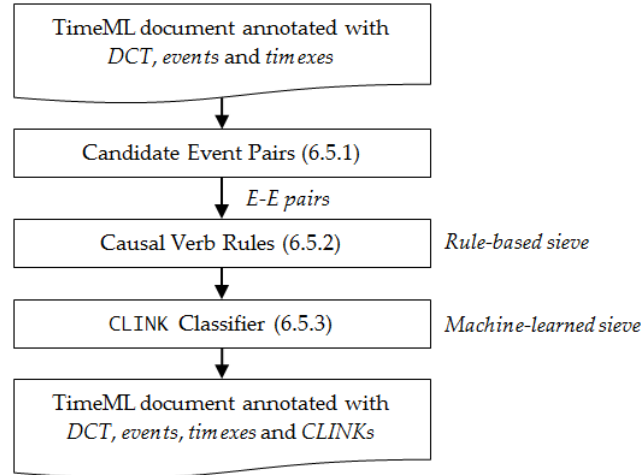 TimeML document annotated with
DCT, events and timexes
Candidate Event Pairs (6.5.1)
E-E pairs
Causal Verb Rules (6.5.2)
Rule-based sieve
CLINK Classifier (6.5.3)
Machine-learned sieve
TimeML document annotated with
DCT, events, timexes and CLINKs